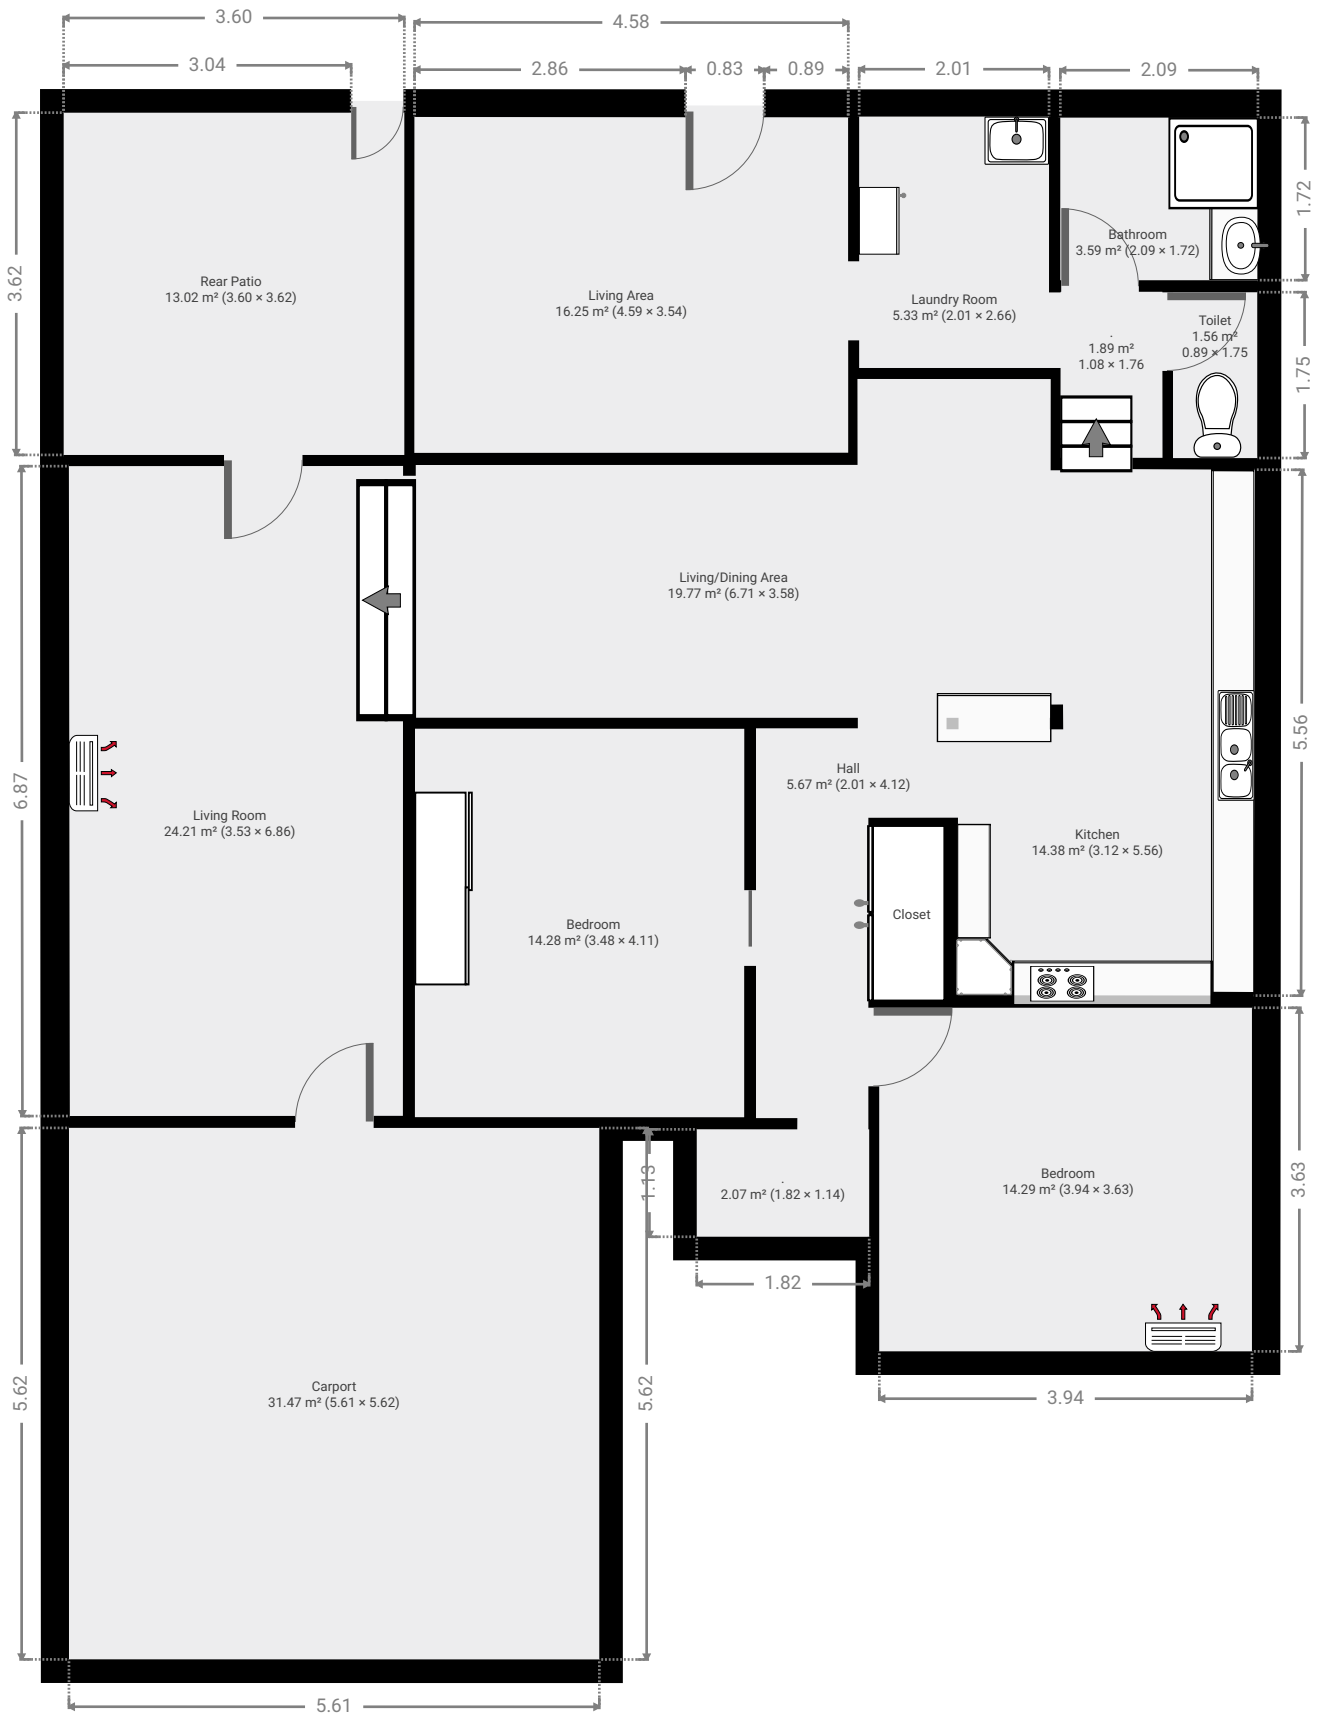 3.60
4.58
3.04
2.86
0.83
0.89
2.01
2.09
3.62
1.72
Rear Patio
13.02 m² (3.60 × 3.62)
Living Area
16.25 m² (4.59 × 3.54)
Laundry Room
5.33 m² (2.01 × 2.66)
Bathroom
3.59 m² (2.09 × 1.72)
.
1.89 m²
1.08 × 1.76
Toilet
1.56 m²
0.89 × 1.75
1.75
Living/Dining Area
19.77 m² (6.71 × 3.58)
6.87
Living Room
24.21 m² (3.53 × 6.86)
Hall
5.67 m² (2.01 × 4.12)
Kitchen
14.38 m² (3.12 × 5.56)
5.56
Bedroom
14.28 m² (3.48 × 4.11)
Closet
1.13
.
2.07 m² (1.82 × 1.14)
Bedroom
14.29 m² (3.94 × 3.63)
3.63
1.82
5.62
Carport
31.47 m² (5.61 × 5.62)
5.62
3.94
5.61